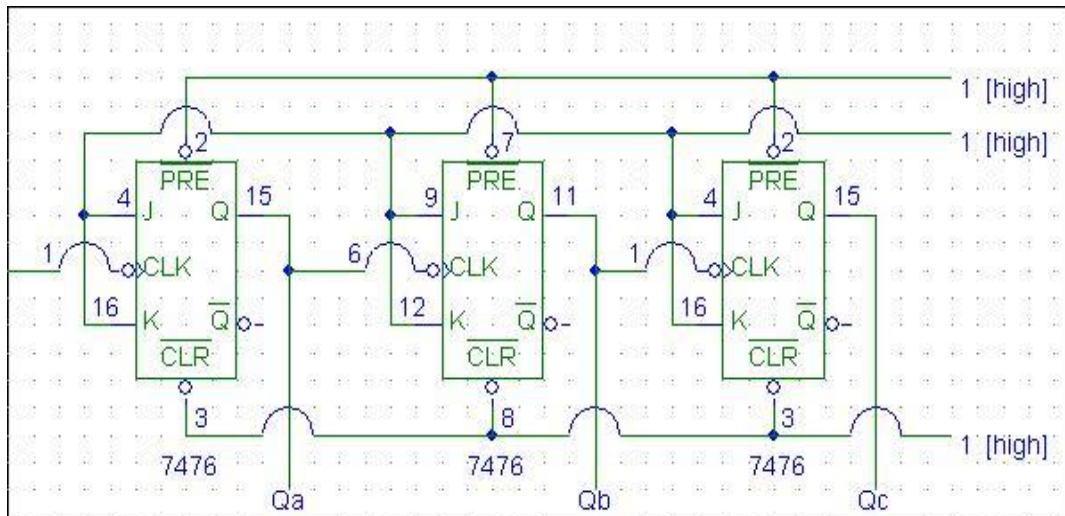 1 [high]
1 [high]
2 7 2
PRE PRE PRE
4 J Q 15 9 J Q 11 4 J Q 15
1 CLK 6 CLK 1 CLK
16 K Q 12 K Q 16 K Q
CLR CLR CLR
3 8 3
1 [high]
7476 7476 7476
Qa Qb Qc